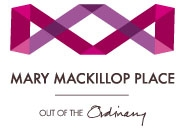 MARY MACKILLOP PLACE
OUT OF THE Ordinary